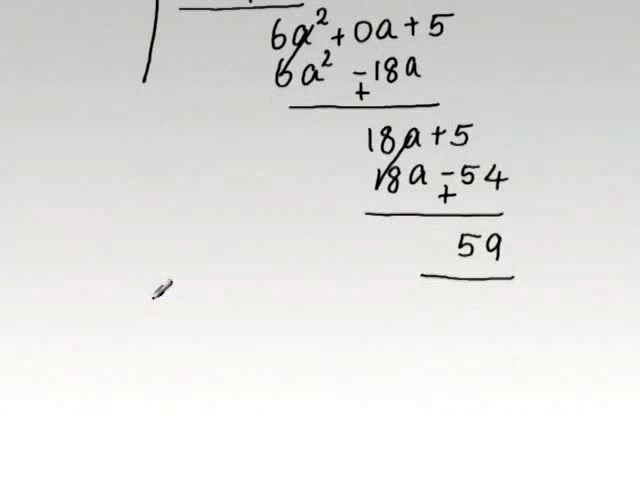 6a² + 0a + 5
6a² - 18a
+
18a + 5
18a - 54
+
59